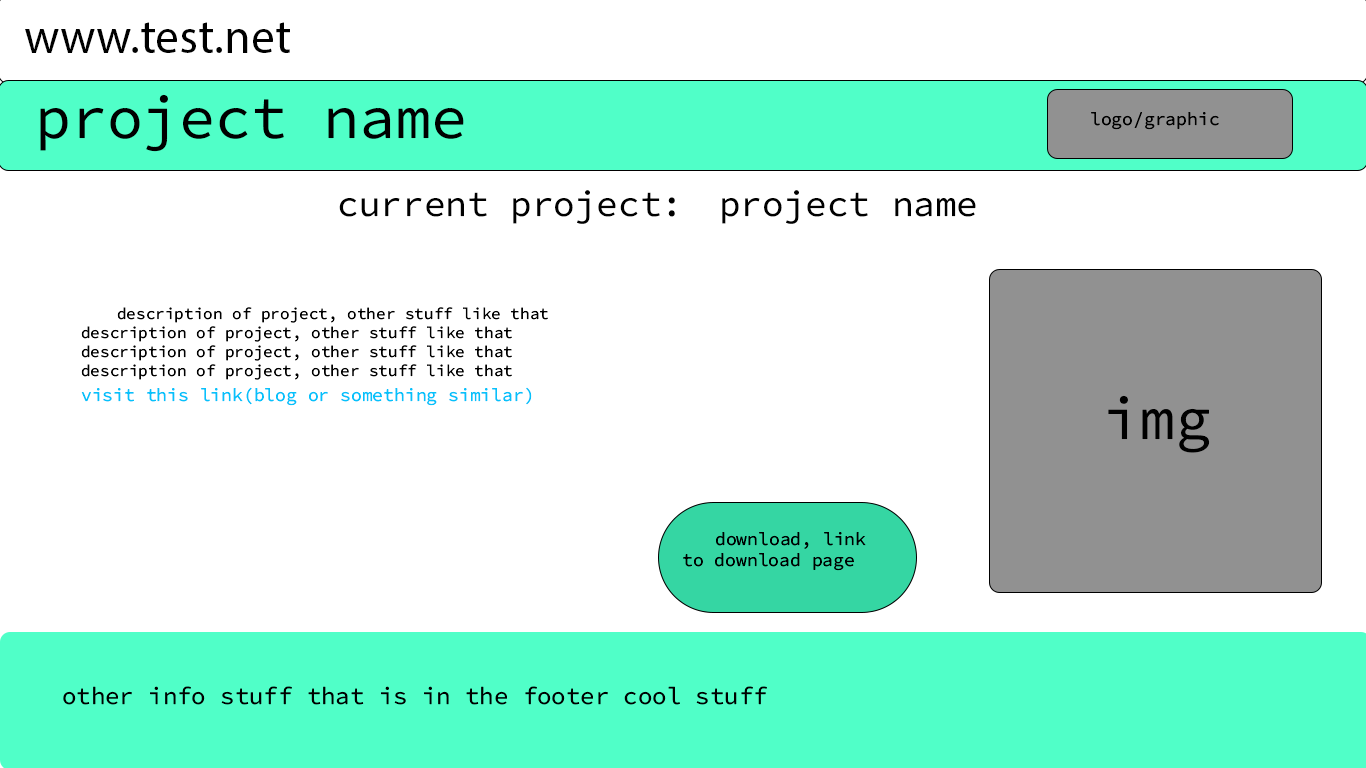 www.test.net
project name
logo/graphic
current project: project name
description of project, other stuff like that
description of project, other stuff like that
description of project, other stuff like that
description of project, other stuff like that
visit this link(blog or something similar)
img
download, link
to download page
other info stuff that is in the footer cool stuff